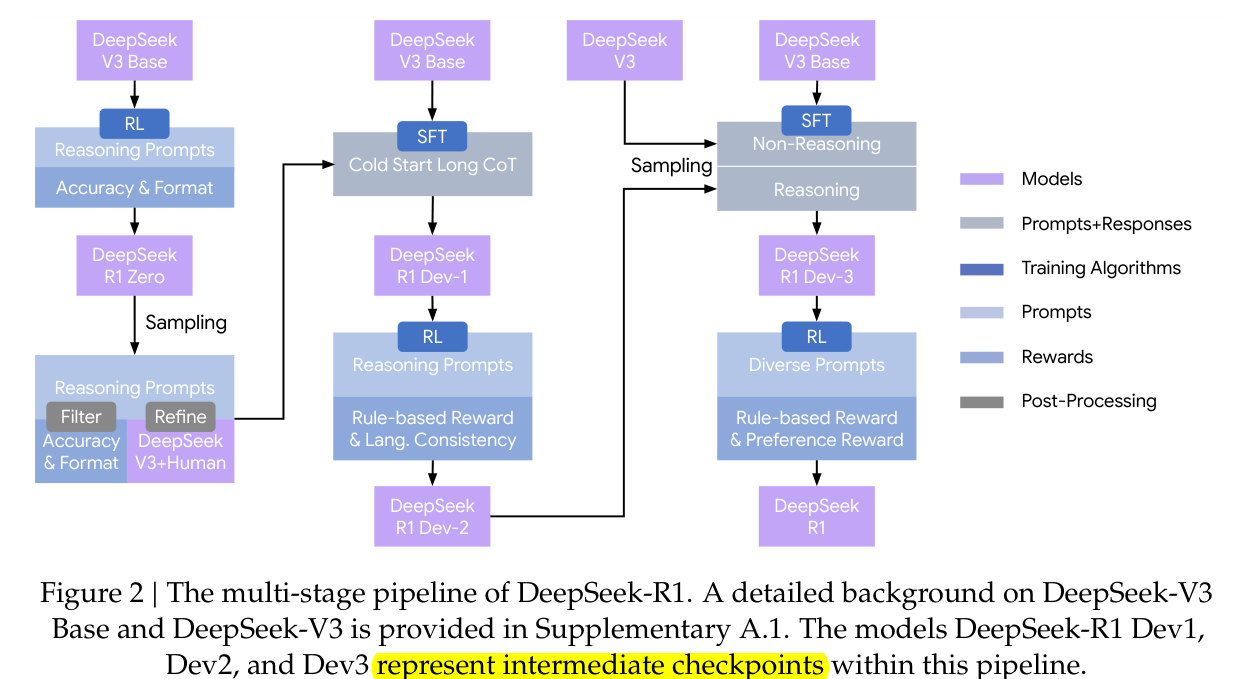 DeepSeek
V3 Base
RL
Reasoning Prompts
Accuracy & Format
DeepSeek
R1 Zero
Sampling
Reasoning Prompts
Filter
Refine
Accuracy
& Format
DeepSeek
V3+Human
DeepSeek
V3 Base
SFT
Cold Start Long CoT
DeepSeek
R1 Dev-1
RL
Reasoning Prompts
Rule-based Reward
& Lang. Consistency
DeepSeek
R1 Dev-2
DeepSeek
V3
Sampling
DeepSeek
V3 Base
SFT
Non-Reasoning
Reasoning
DeepSeek
R1 Dev-3
RL
Diverse Prompts
Rule-based Reward
& Preference Reward
DeepSeek
R1
Models
Prompts+Responses
Training Algorithms
Prompts
Rewards
Post-Processing
Figure 2 | The multi-stage pipeline of DeepSeek-R1. A detailed background on DeepSeek-V3
Base and DeepSeek-V3 is provided in Supplementary A.1. The models DeepSeek-R1 Dev1,
Dev2, and Dev3 represent intermediate checkpoints within this pipeline.